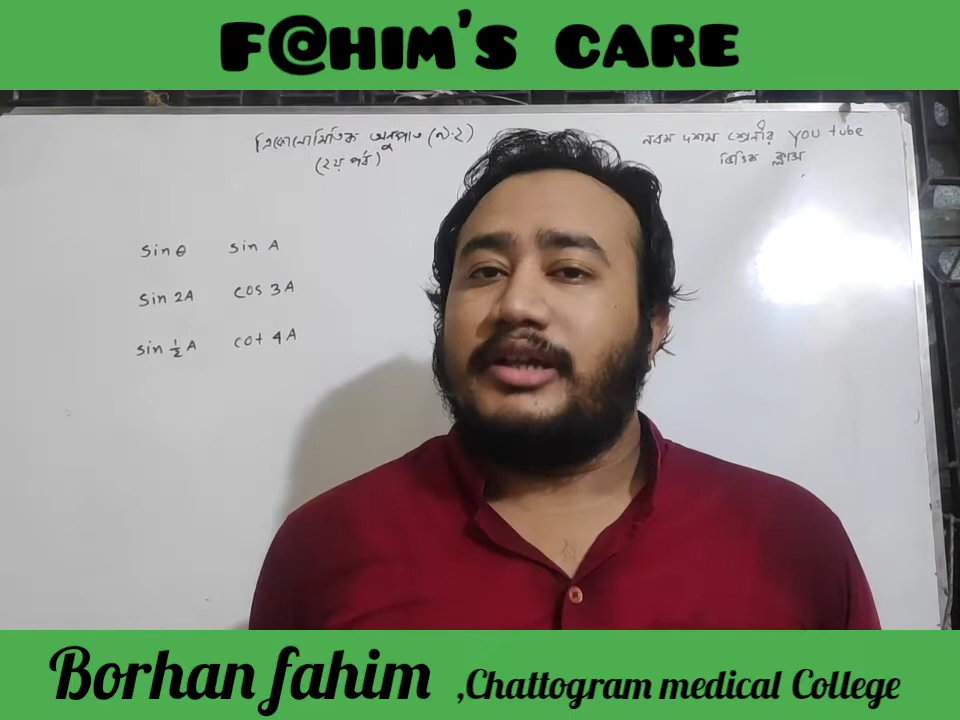 F@HIM'S CARE
ত্রিকোণোমিতিক অনুপাত (৯.২)
(২য় পর্ব)
নবম দশম শ্রেণীর YOU tube
ভিডিও ক্লাস
sin θ sin A
sin 2A cos 3A
sin ½ A cot 4A
Borhan fahim ,Chattogram medical College